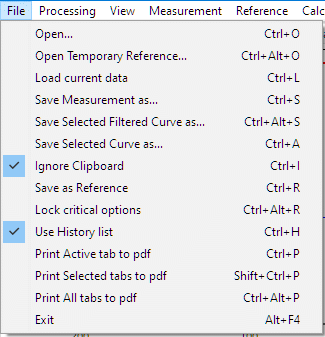 File Processing View Measurement Reference Calc
Open... Ctrl+O
Open Temporary Reference... Ctrl+Alt+O
Load current data Ctrl+L
Save Measurement as... Ctrl+S
Save Selected Filtered Curve as... Ctrl+Alt+S
Save Selected Curve as... Ctrl+A
Ignore Clipboard Ctrl+I
Save as Reference Ctrl+R
Lock critical options Ctrl+Alt+R
Use History list Ctrl+H
Print Active tab to pdf Ctrl+P
Print Selected tabs to pdf Shift+Ctrl+P
Print All tabs to pdf Ctrl+Alt+P
Exit Alt+F4